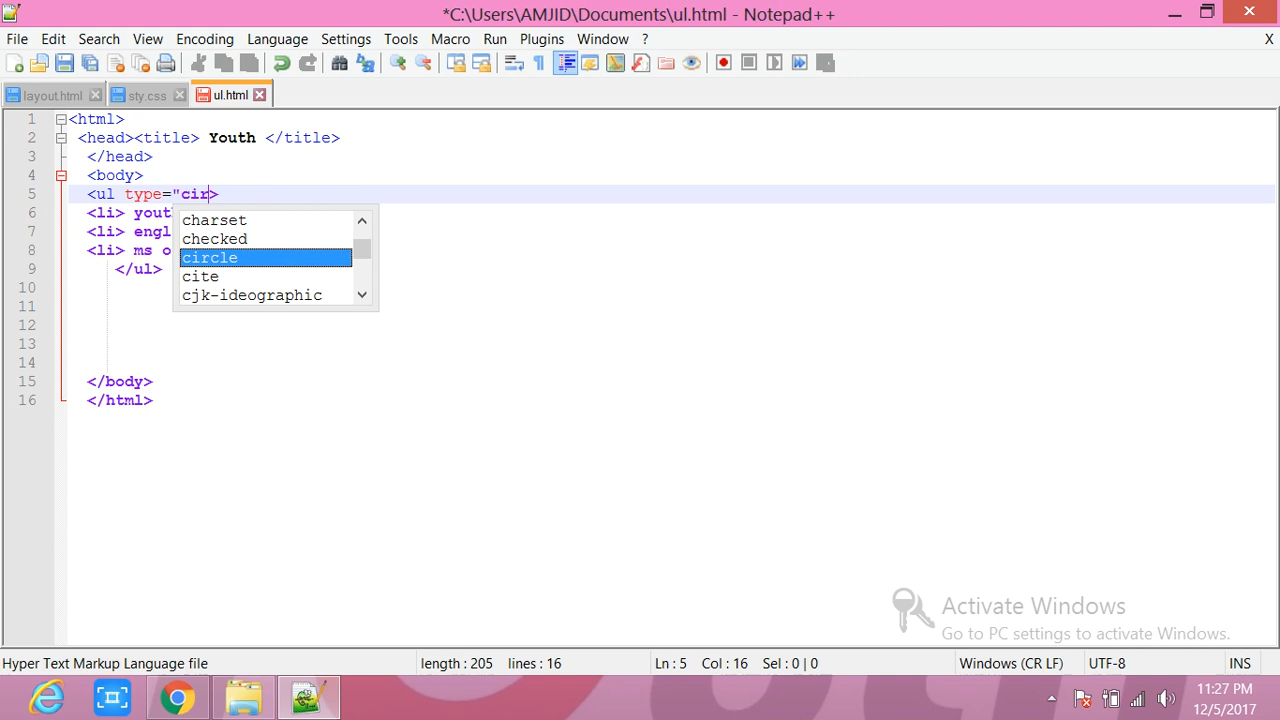 *C:\Users\AMJID\Documents\ul.html - Notepad++
File Edit Search View Encoding Language Settings Tools Macro Run Plugins Window ? X
layout.html sty.css ul.html
1 <html>
2 <head><title> Youth </title>
3 </head>
4 <body>
5 <ul type="cir>
6 <li> yout
7 <li> engl
8 <li> ms o
9 </ul>
10
11
12
13
14
15 </body>
16 </html>
charset
checked
circle
cite
cjk-ideographic
Activate Windows
Go to PC settings to activate Windows.
Hyper Text Markup Language file length : 205 lines : 16 Ln : 5 Col : 16 Sel : 0 | 0 Windows (CR LF) UTF-8 INS
11:27 PM
12/5/2017